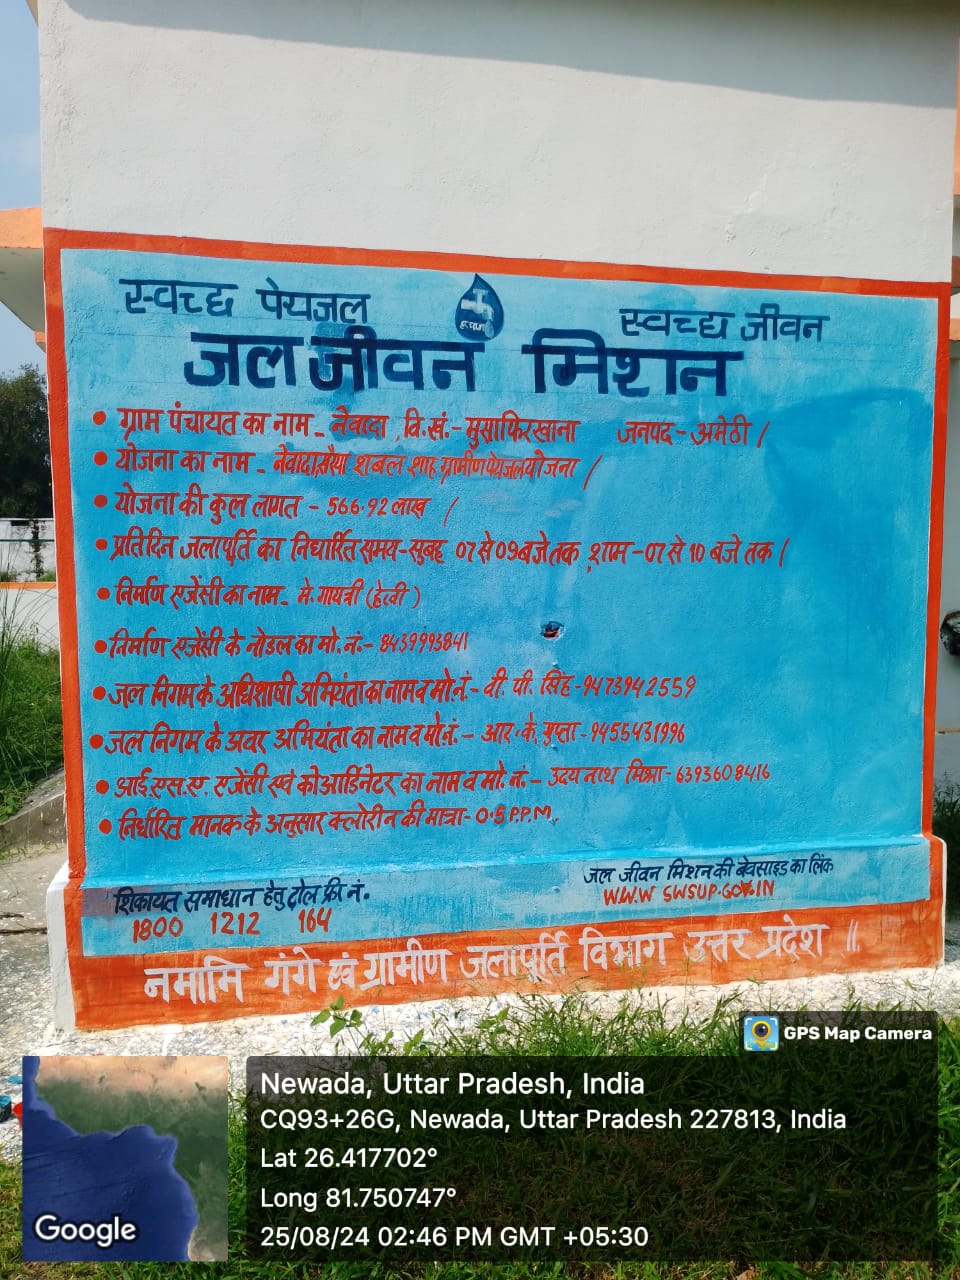 स्वच्छ पेयजल
स्वच्छ जीवन
जल जीवन मिशन
• ग्राम पंचायत का नाम - नेवादा, वि.खं.- मुसाफिरखाना जनपद - अमेठी /
• योजना का नाम - शबल शाह ग्रामीण पेयजल योजना /
• योजना की कुल लागत - 566.92 लाख /
• प्रतिदिन जलापूर्ति का निर्धारित समय - सुबह 07 से 09 बजे तक, शाम - 07 से 10 बजे तक /
• निर्माण एजेंसी का नाम - मे. गायत्री
• निर्माण एजेंसी के नोडल का मो. नं. - 8439993841
• जल निगम के अधिशाषी अभियंता का नाम व मो.नं. - वी. पी. सिंह - 9473942559
• जल निगम के अवर अभियंता का नाम व मो.नं. - आर. के. गुप्ता - 9455431996
• आई.एस.ए. एजेंसी एवं कोआर्डिनेटर का नाम व मो. नं. - उदय नाथ मिश्रा - 6393608416
• निर्धारित मानक के अनुसार क्लोरीन की मात्रा - 0.5 P.P.M.
शिकायत समाधान हेतु टोल फ्री नं.
1800 1212 164
जल जीवन मिशन की बेवसाइड का लिंक
W.W.W SWSUP.GOV.IN
नमामि गंगे एवं ग्रामीण जलापूर्ति विभाग उत्तर प्रदेश ॥
GPS Map Camera
Newada, Uttar Pradesh, India
CQ93+26G, Newada, Uttar Pradesh 227813, India
Lat 26.417702°
Long 81.750747°
25/08/24 02:46 PM GMT +05:30
Google